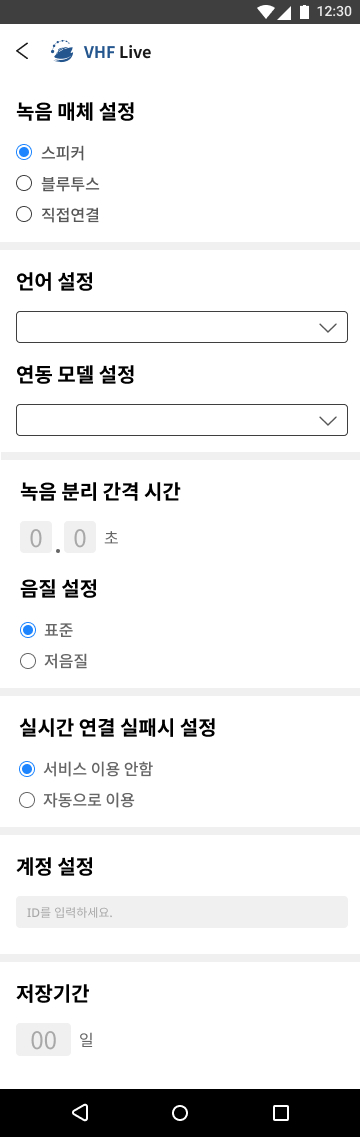 12:30
VHF Live
녹음 매체 설정
스피커
블루투스
직접연결
언어 설정
연동 모델 설정
녹음 분리 간격 시간
0 . 0 초
음질 설정
표준
저음질
실시간 연결 실패시 설정
서비스 이용 안함
자동으로 이용
계정 설정
ID를 입력하세요.
저장기간
00 일